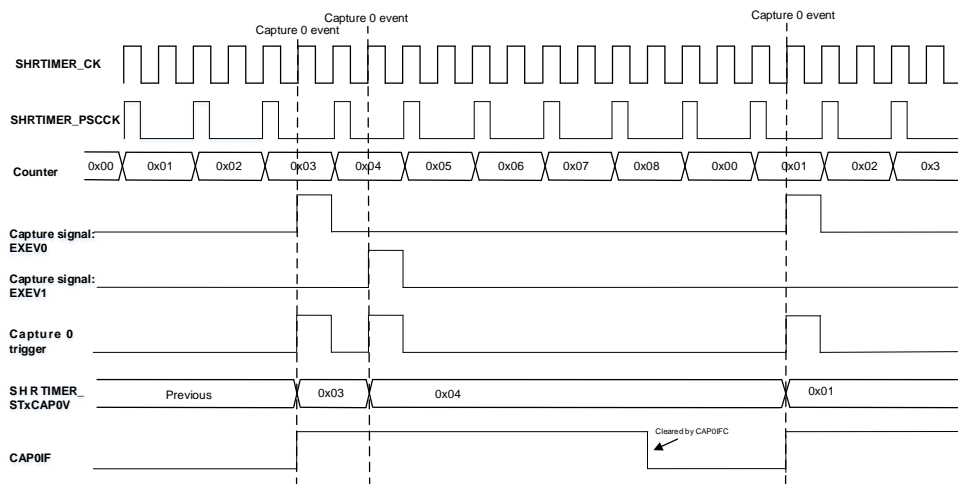 Capture 0 event
Capture 0 event
Capture 0 event
SHRTIMER_CK
SHRTIMER_PSCCK
Counter
0x00 0x01 0x02 0x03 0x04 0x05 0x06 0x07 0x08 0x00 0x01 0x02 0x3
Capture signal:
EXEV0
Capture signal:
EXEV1
Capture 0
trigger
SHRTIMER_
STxCAP0V
Previous 0x03 0x04 0x01
Cleared by CAP0IFC
CAP0IF